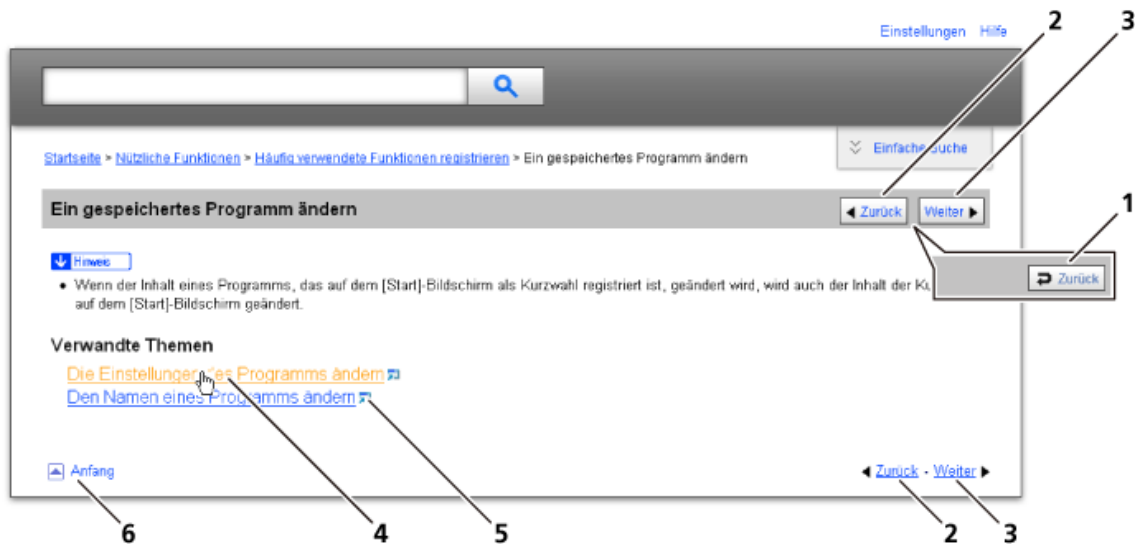 2 3
Einstellungen Hilfe
Einfache Suche
Startseite > Nützliche Funktionen > Häufig verwendete Funktionen registrieren > Ein gespeichertes Programm ändern
Ein gespeichertes Programm ändern
Zurück Weiter
1
Zurück
Hinweis
• Wenn der Inhalt eines Programms, das auf dem [Start]-Bildschirm als Kurzwahl registriert ist, geändert wird, wird auch der Inhalt der
auf dem [Start]-Bildschirm geändert.
Verwandte Themen
Die Einstellungen des Programms ändern
Den Namen eines Programms ändern
Anfang
Zurück - Weiter
6 4 5 2 3